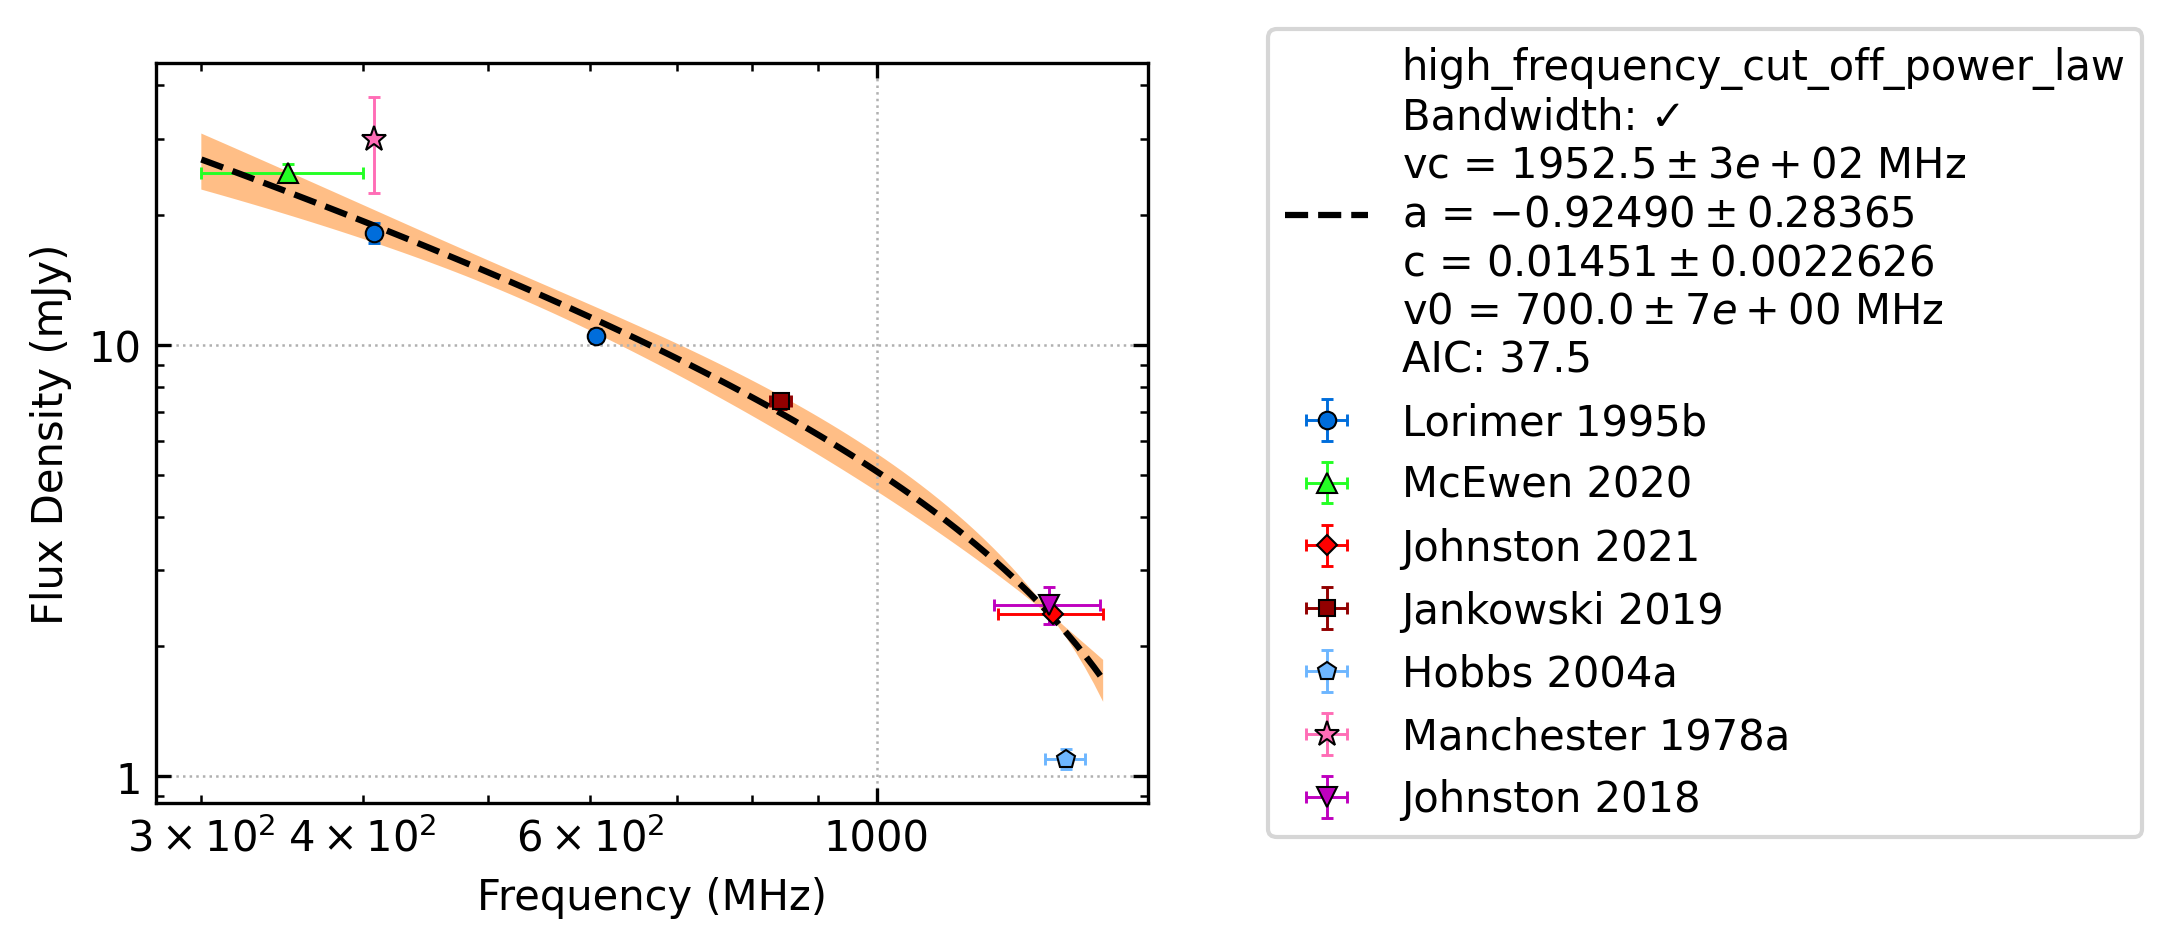 Flux Density (mJy)
10
1
3 × 10² 4 × 10² 6 × 10² 1000
Frequency (MHz)
high_frequency_cut_off_power_law
Bandwidth: ✓
vc = 1952.5 ± 3e + 02 MHz
a = −0.92490 ± 0.28365
c = 0.01451 ± 0.0022626
v0 = 700.0 ± 7e + 00 MHz
AIC: 37.5
Lorimer 1995b
McEwen 2020
Johnston 2021
Jankowski 2019
Hobbs 2004a
Manchester 1978a
Johnston 2018